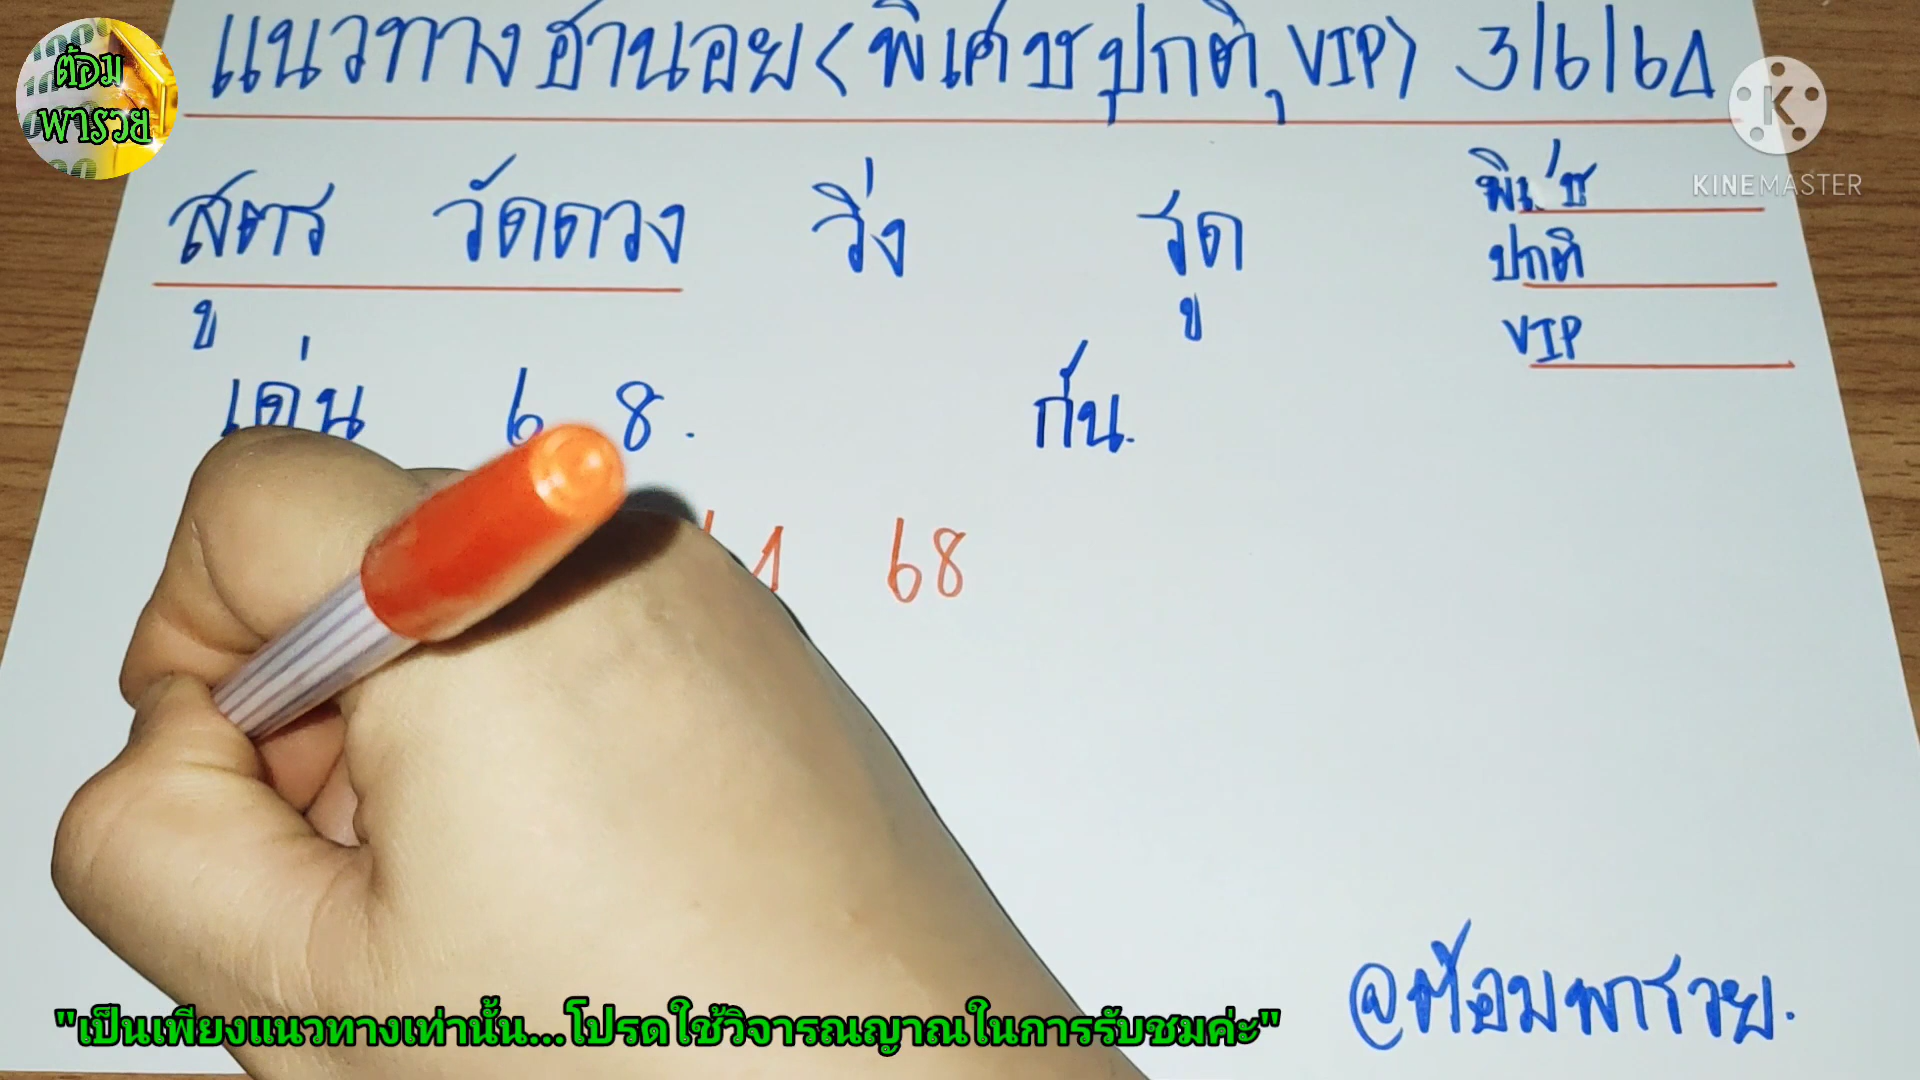 ต้อม
พารวย
แนวทางฮานอย (พิเศษ ปกติ, VIP) 3/6/64
KINEMASTER
สูตร วัดดวง วิ่ง รูด
พิเศษ
ปกติ
VIP
เด่น 6 8. กัน.
68
@ต้อมพารวย.
"เป็นเพียงแนวทางเท่านั้น...โปรดใช้วิจารณญาณในการรับชมค่ะ"